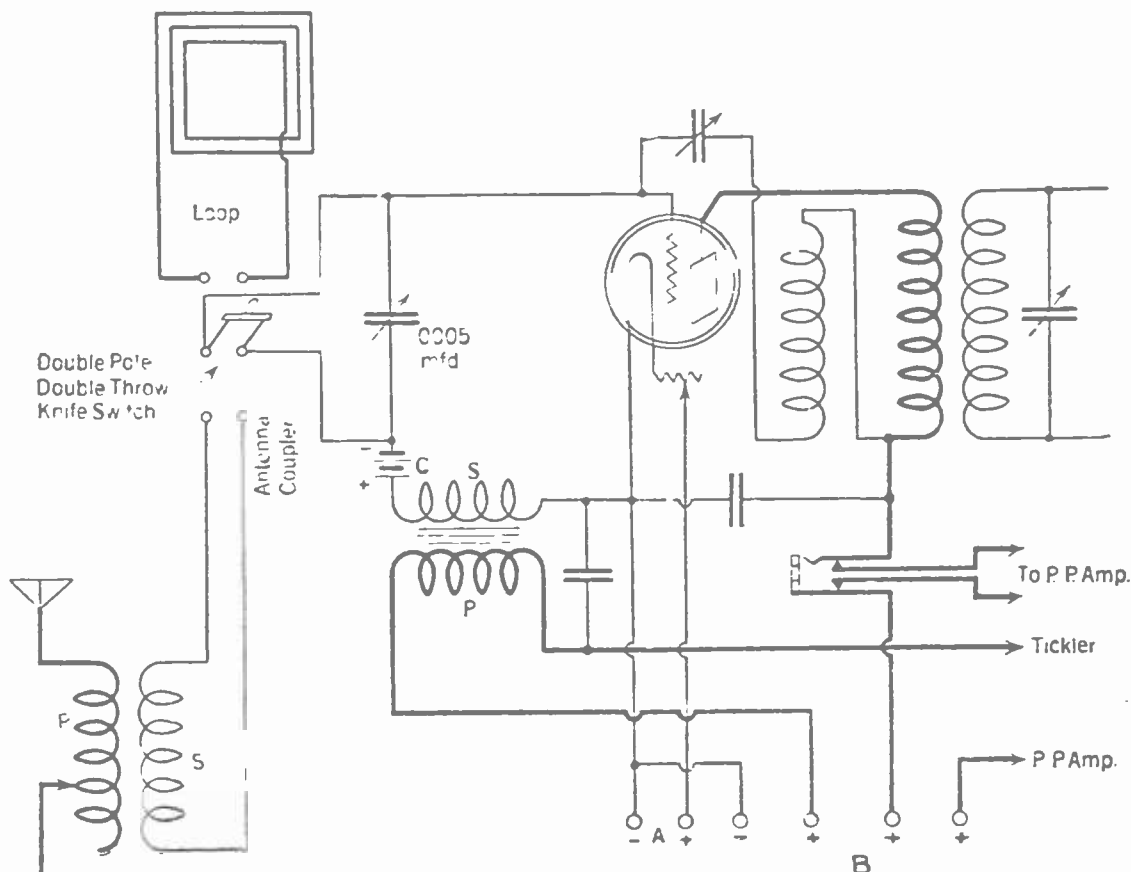 Loop
0005
mfd
Double Pole
Double Throw
Knife Switch
Antenna
Coupler
-
+
C
S
P
To P.P.Amp.
Tickler
P
S
P.P.Amp.
- A + - + + +
B